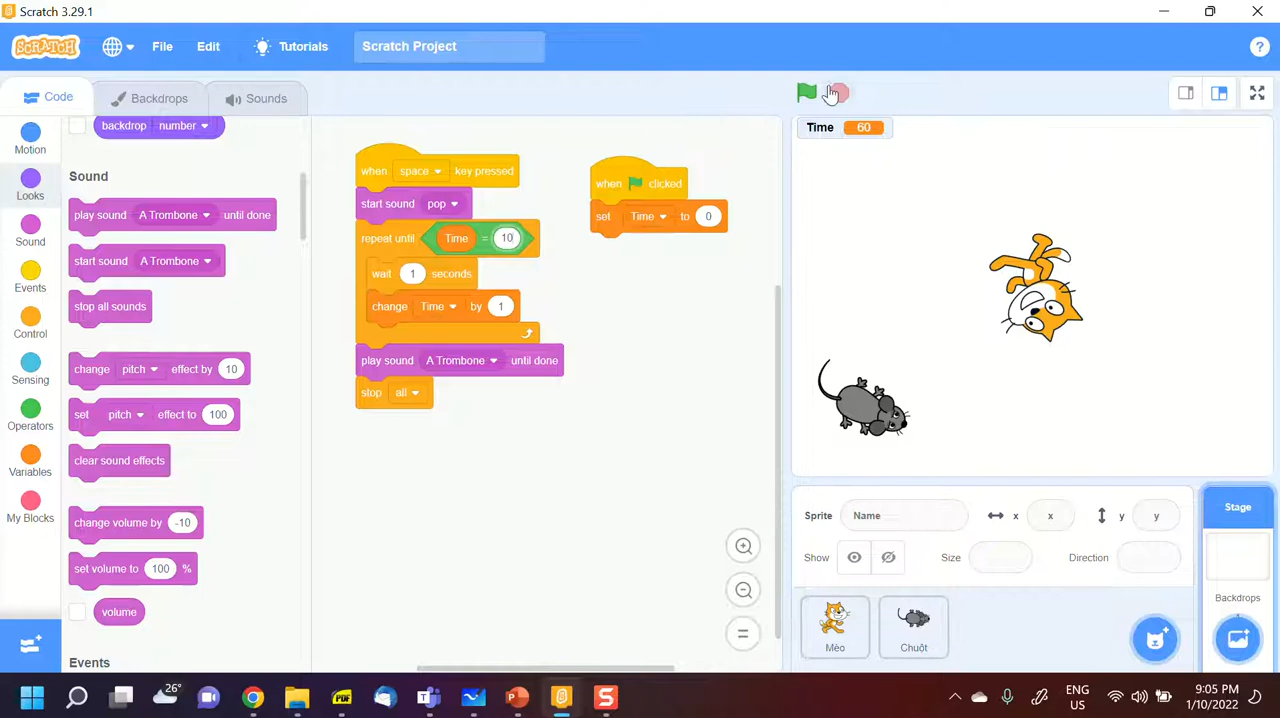 Scratch 3.29.1
SCRATCH File Edit Tutorials Scratch Project ?
Code Backdrops Sounds
Time 60
Motion
Looks
Sound
Events
Control
Sensing
Operators
Variables
My Blocks
backdrop number
Sound
play sound A Trombone until done
start sound A Trombone
stop all sounds
change pitch effect by 10
set pitch effect to 100
clear sound effects
change volume by -10
set volume to 100 %
volume
Events
when space key pressed
start sound pop
repeat until Time = 10
wait 1 seconds
change Time by 1
play sound A Trombone until done
stop all
when clicked
set Time to 0
Sprite Name x x y y
Show Size Direction
Mèo
Chuột
Stage
Backdrops
26°
ENG
US
9:05 PM
1/10/2022